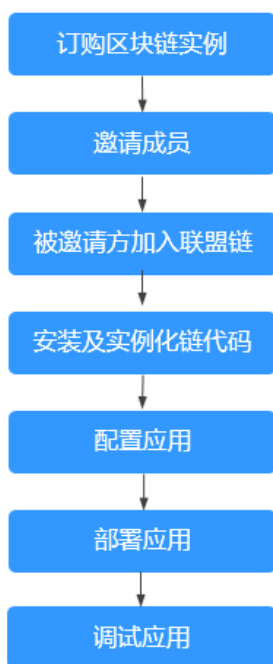 订购区块链实例
邀请成员
被邀请方加入联盟链
安装及实例化链代码
配置应用
部署应用
调试应用